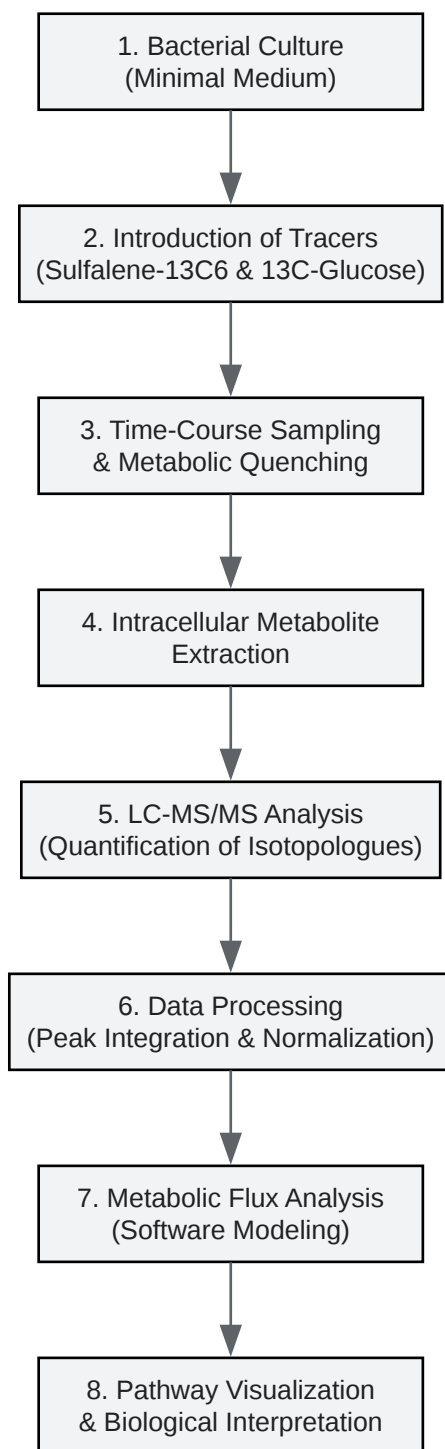 1. Bacterial Culture
(Minimal Medium)
2. Introduction of Tracers
(Sulfalene-13C6 & 13C-Glucose)
3. Time-Course Sampling
& Metabolic Quenching
4. Intracellular Metabolite
Extraction
5. LC-MS/MS Analysis
(Quantification of Isotopologues)
6. Data Processing
(Peak Integration & Normalization)
7. Metabolic Flux Analysis
(Software Modeling)
8. Pathway Visualization
& Biological Interpretation